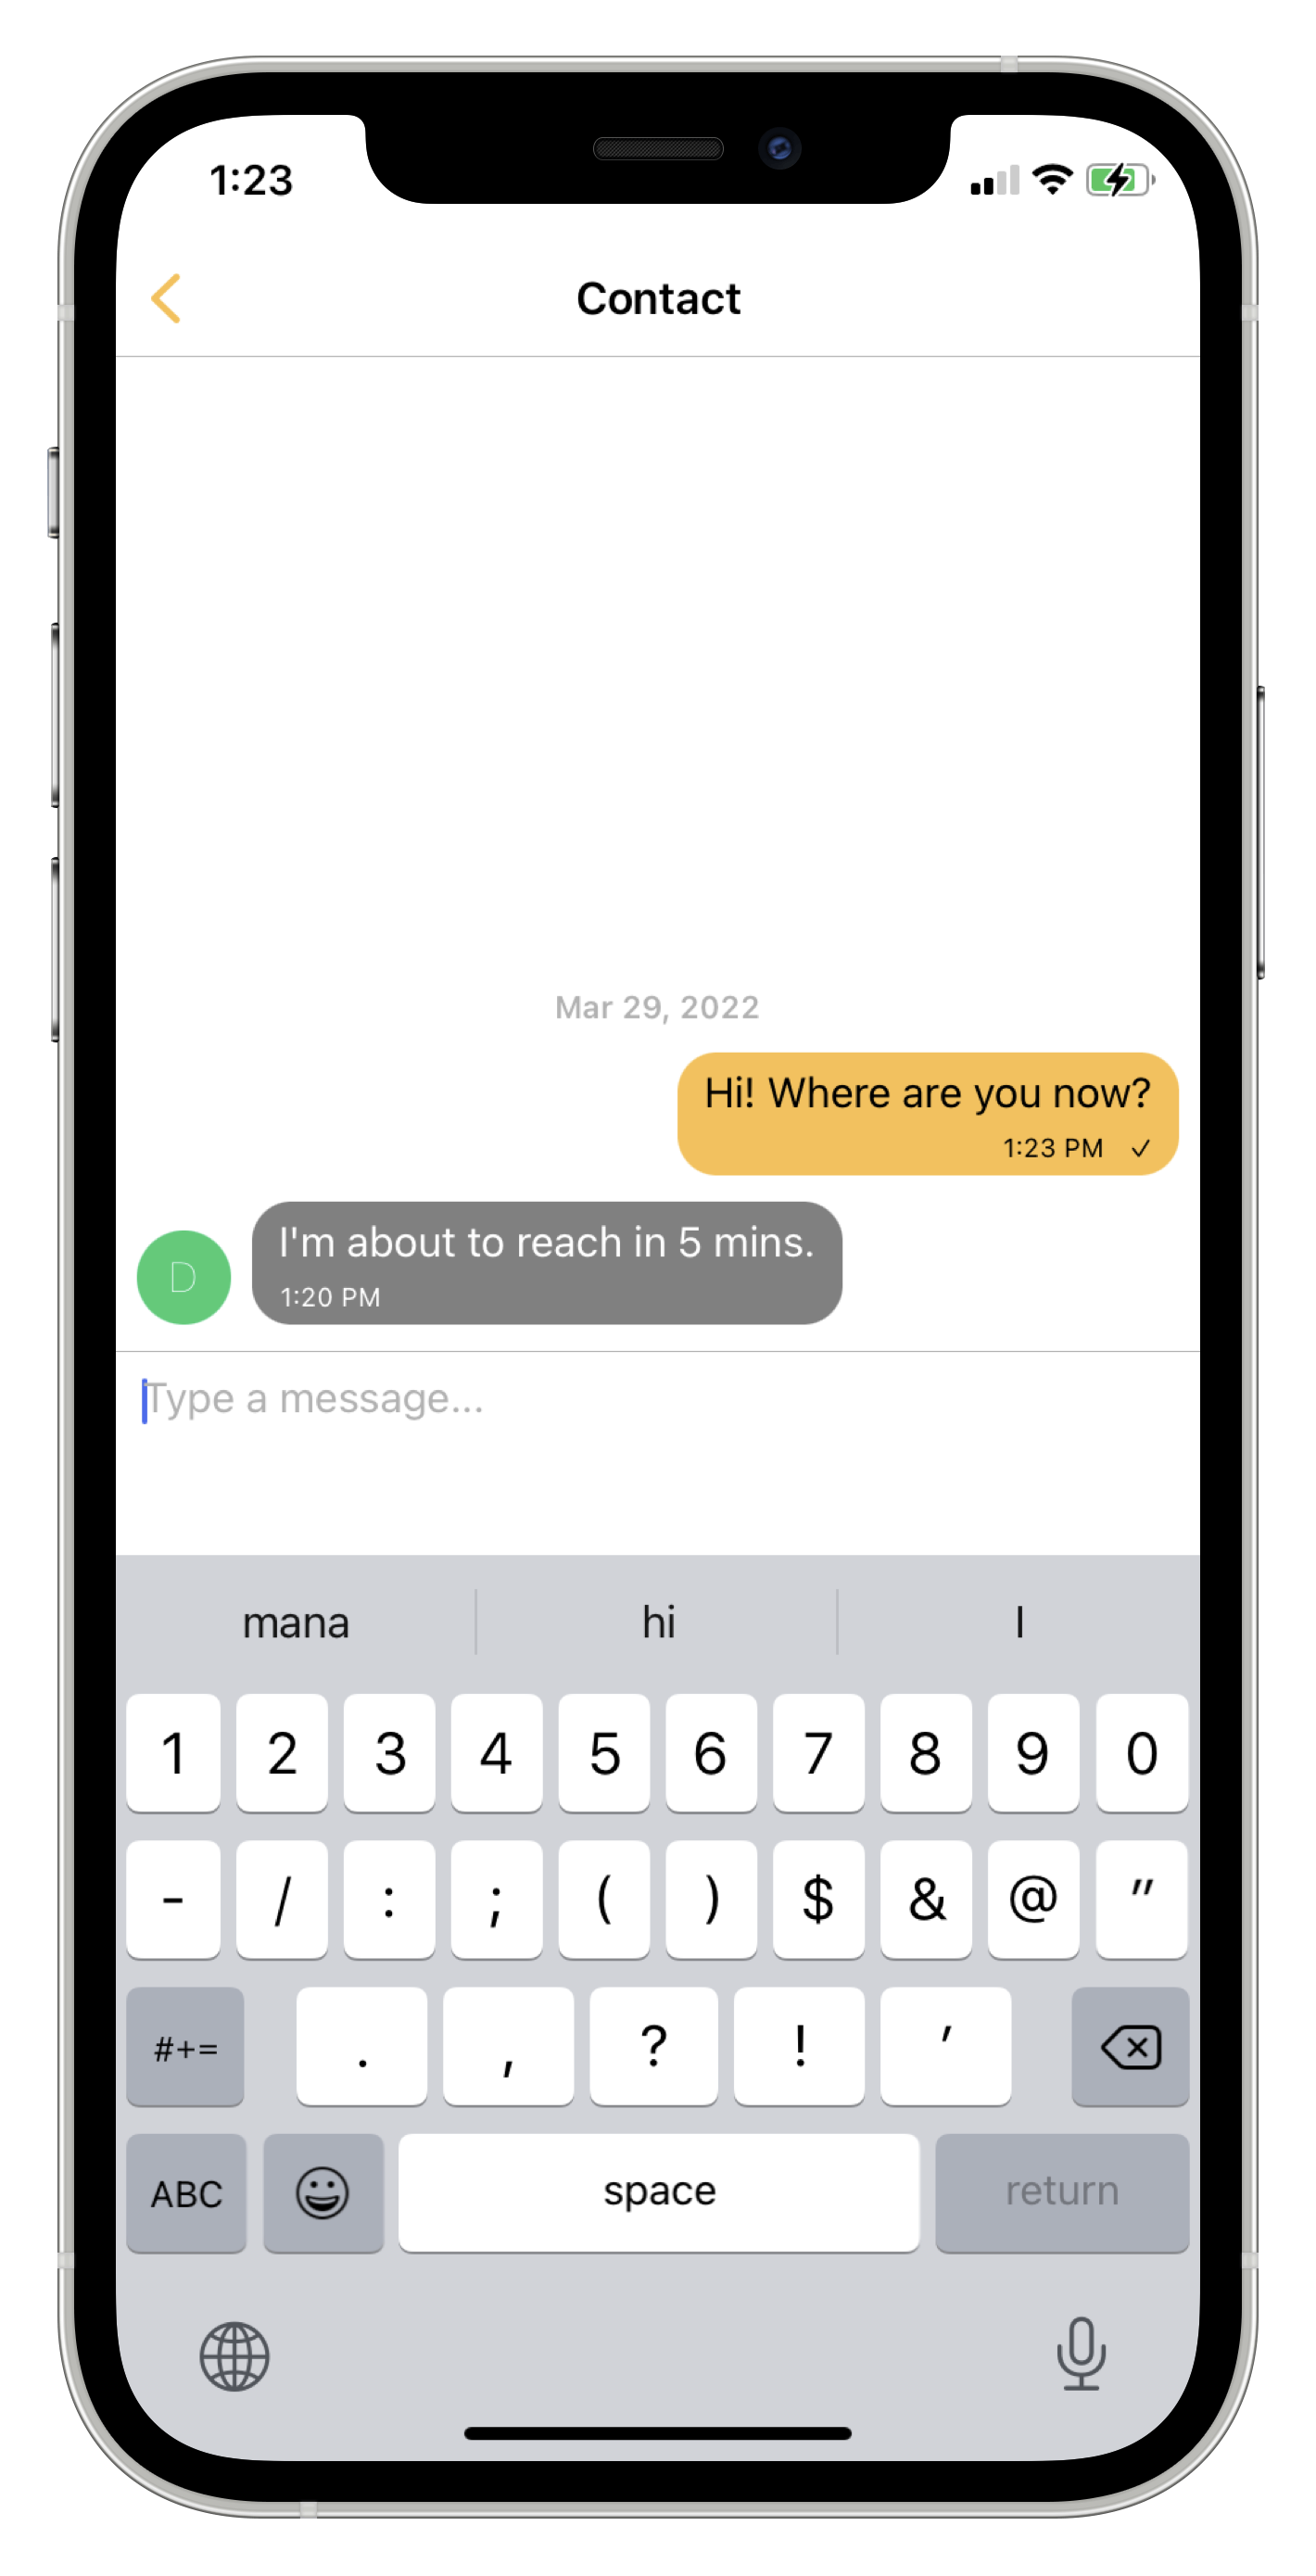 1:23
Contact
Mar 29, 2022
Hi! Where are you now?
1:23 PM ✓
D
I'm about to reach in 5 mins.
1:20 PM
Type a message...
mana hi I
1 2 3 4 5 6 7 8 9 0
- / : ; ( ) $ & @ "
#+= . , ? ! '
ABC space return